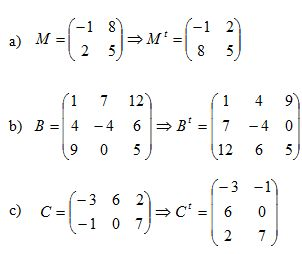 a) M = (−1 8; 2 5) ⇒ Mᵗ = (−1 2; 8 5)
b) B = (1 7 12; 4 −4 6; 9 0 5) ⇒ Bᵗ = (1 4 9; 7 −4 0; 12 6 5)
c) C = (−3 6 2; −1 0 7) ⇒ Cᵗ = (−3 −1; 6 0; 2 7)